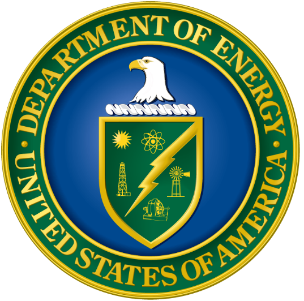 · DEPARTMENT OF ENERGY ·
UNITED STATES OF AMERICA